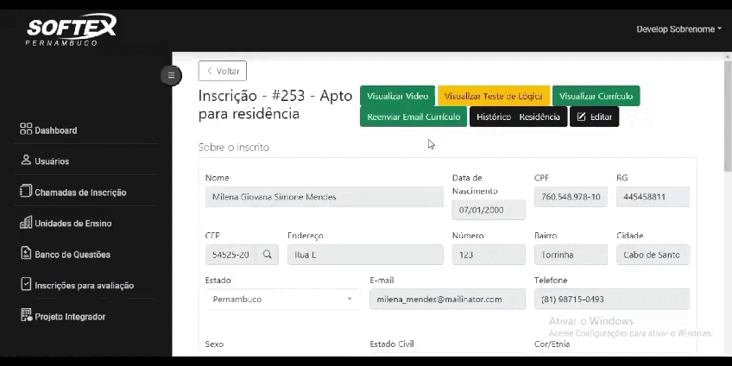 SOFTEX
PERNAMBUCO
Develop Sobrenome
Dashboard
Usuários
Chamadas de Inscrição
Unidades de Ensino
Banco de Questões
Inscrições para avaliação
Projeto Integrador
Voltar
Inscrição - #253 - Apto
para residência
Visualizar Video
Visualizar Teste de Lógica
Visualizar Currículo
Reenviar Email Currículo
Histórico - Residência
Editar
Sobre o inscrito
Nome
Data de
Nascimento
CPF
RG
Milena Giovana Simone Mendes
07/01/2000
760.548.978-10
445458811
CEP
Endereço
Número
Bairro
Cidade
54525-20
Rua E
123
Torrinha
Cabo de Santo
Estado
E-mail
Telefone
Pernambuco
milena_mendes@mailinator.com
(81) 98715-0493
Ativar o Windows
Acesse Configurações para ativar o Windows.
Sexo
Estado Civil
Cor/Etnia